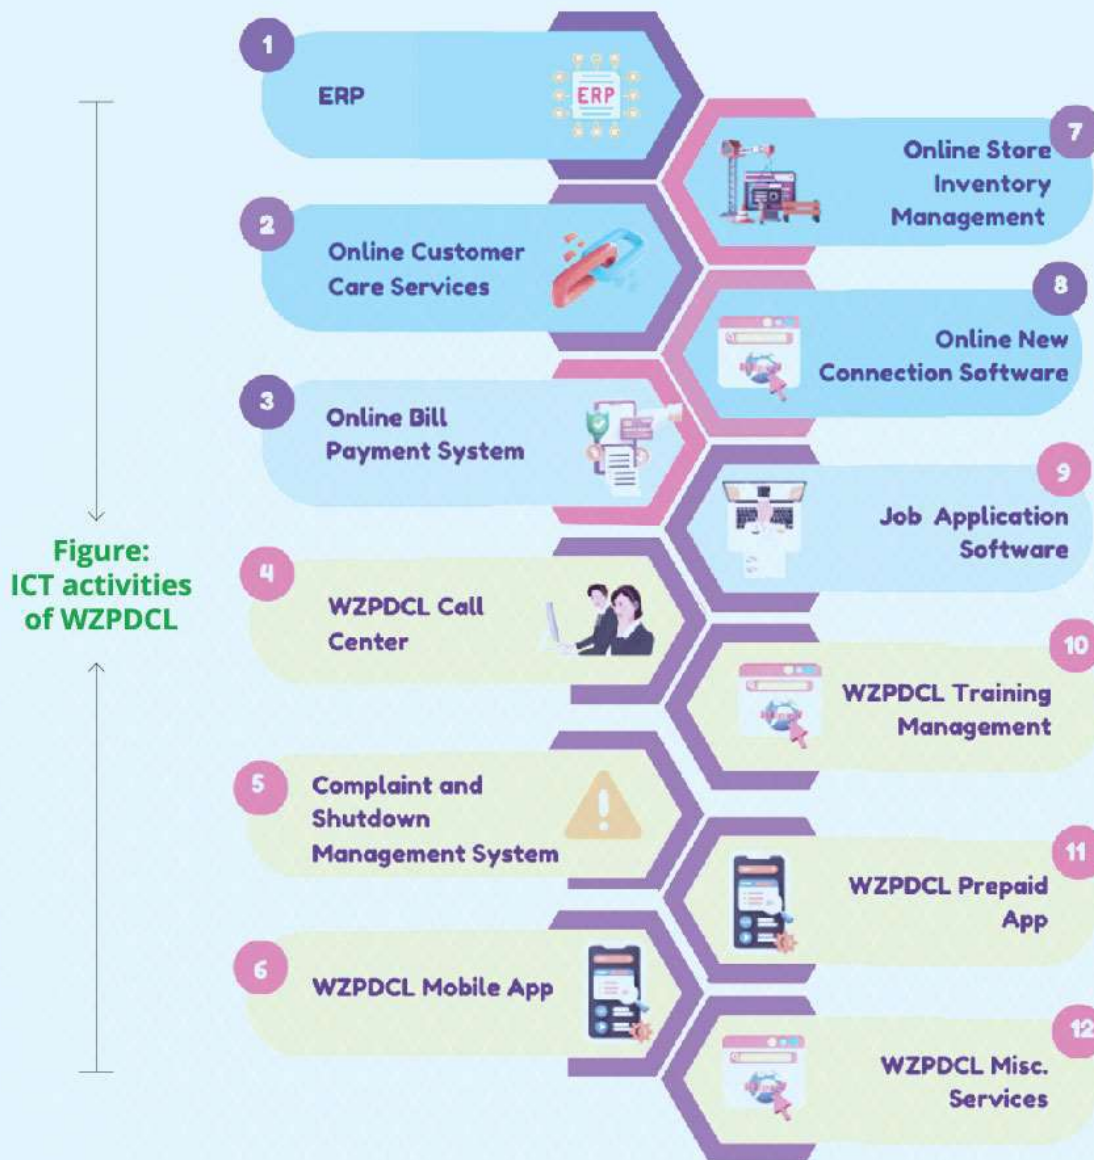 Figure:
ICT activities
of WZPDCL
1
ERP
ERP
2
Online Customer
Care Services
3
Online Bill
Payment System
4
WZPDCL Call
Center
5
Complaint and
Shutdown
Management System
6
WZPDCL Mobile App
7
Online Store
Inventory
Management
8
Online New
Connection Software
9
Job Application
Software
10
WZPDCL Training
Management
11
WZPDCL Prepaid
App
12
WZPDCL Misc.
Services